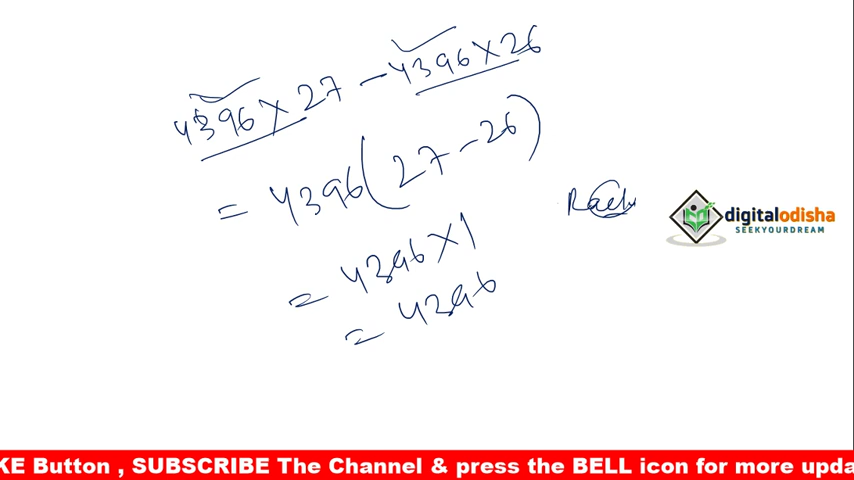 4396 × 27 - 4396 × 26
= 4396 (27 - 26)
= 4396 × 1
= 4396
digitalodisha
SEEKYOURDREAM
KE Button , SUBSCRIBE The Channel & press the BELL icon for more upda